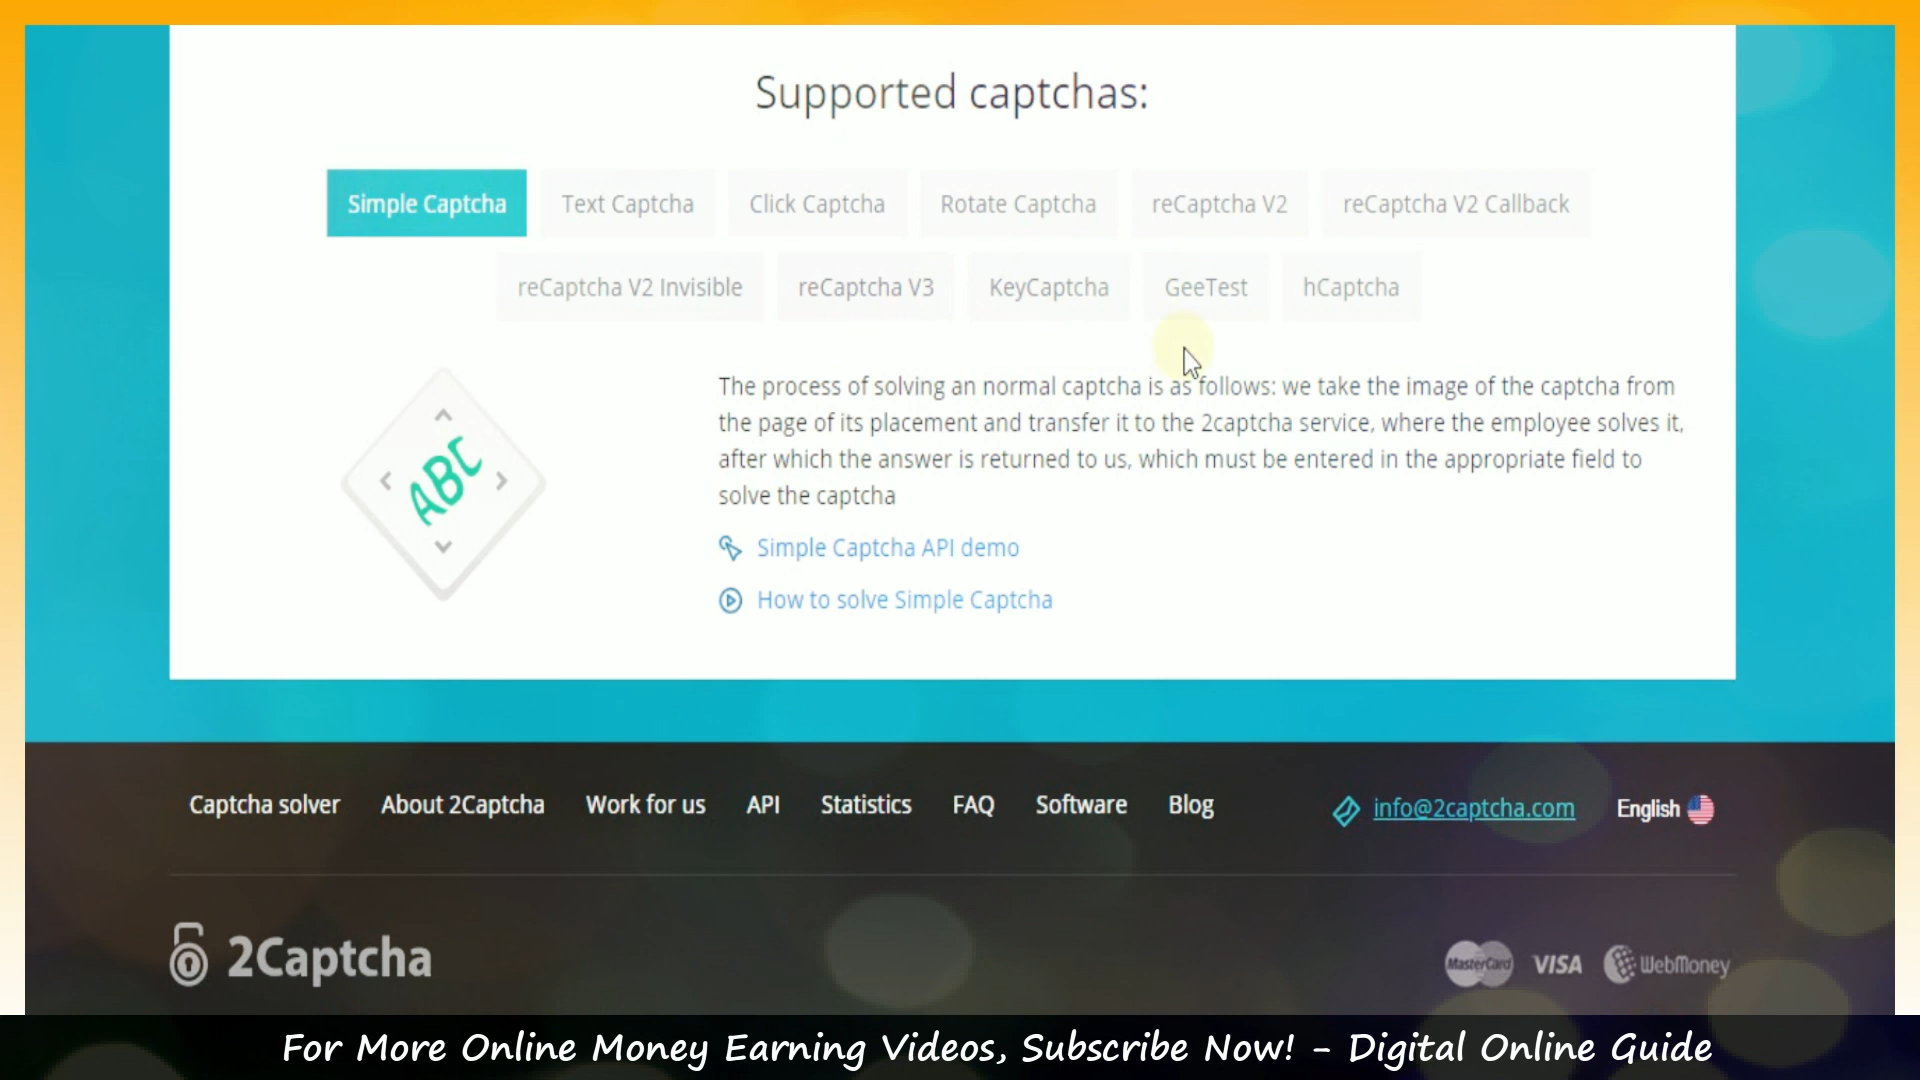 Supported captchas:
Simple Captcha Text Captcha Click Captcha Rotate Captcha reCaptcha V2 reCaptcha V2 Callback
reCaptcha V2 Invisible reCaptcha V3 KeyCaptcha GeeTest hCaptcha
ABC
The process of solving an normal captcha is as follows: we take the image of the captcha from
the page of its placement and transfer it to the 2captcha service, where the employee solves it,
after which the answer is returned to us, which must be entered in the appropriate field to
solve the captcha
Simple Captcha API demo
How to solve Simple Captcha
Captcha solver About 2Captcha Work for us API Statistics FAQ Software Blog info@2captcha.com English
2Captcha MasterCard VISA WebMoney
For More Online Money Earning Videos, Subscribe Now! - Digital Online Guide